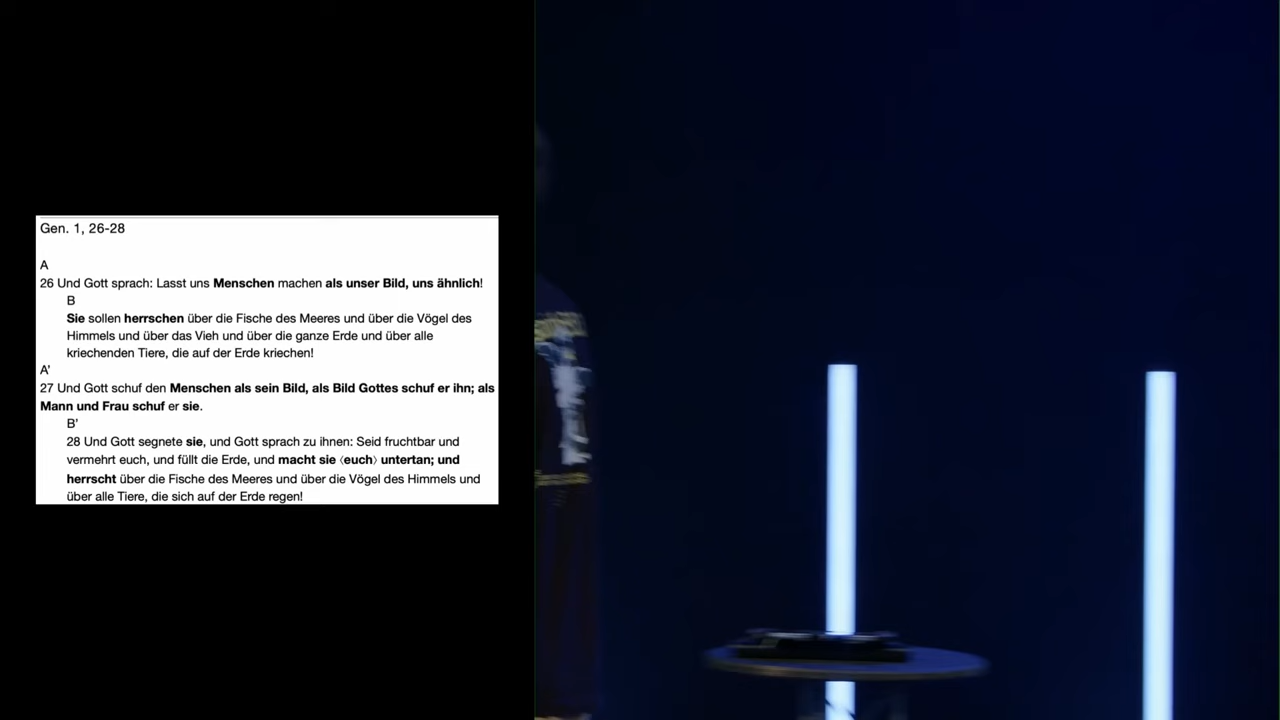 Gen. 1, 26-28
A
26 Und Gott sprach: Lasst uns Menschen machen als unser Bild, uns ähnlich!
B
Sie sollen herrschen über die Fische des Meeres und über die Vögel des
Himmels und über das Vieh und über die ganze Erde und über alle
kriechenden Tiere, die auf der Erde kriechen!
A'
27 Und Gott schuf den Menschen als sein Bild, als Bild Gottes schuf er ihn; als
Mann und Frau schuf er sie.
B'
28 Und Gott segnete sie, und Gott sprach zu ihnen: Seid fruchtbar und
vermehrt euch, und füllt die Erde, und macht sie ⟨euch⟩ untertan; und
herrscht über die Fische des Meeres und über die Vögel des Himmels und
über alle Tiere, die sich auf der Erde regen!